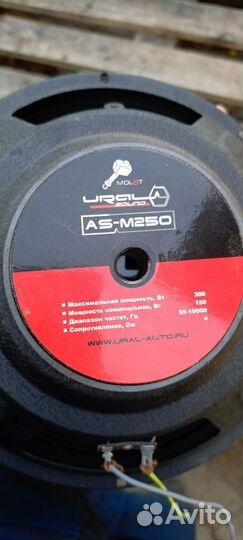 MOLOT
URAL
SOUND
AS-M250
Максимальная мощность, Вт 300
Мощность номинальная, Вт 150
Диапазон частот, Гц 55-10000
Сопротивление, Ом 4
WWW.URAL-AUTO.RU
Avito